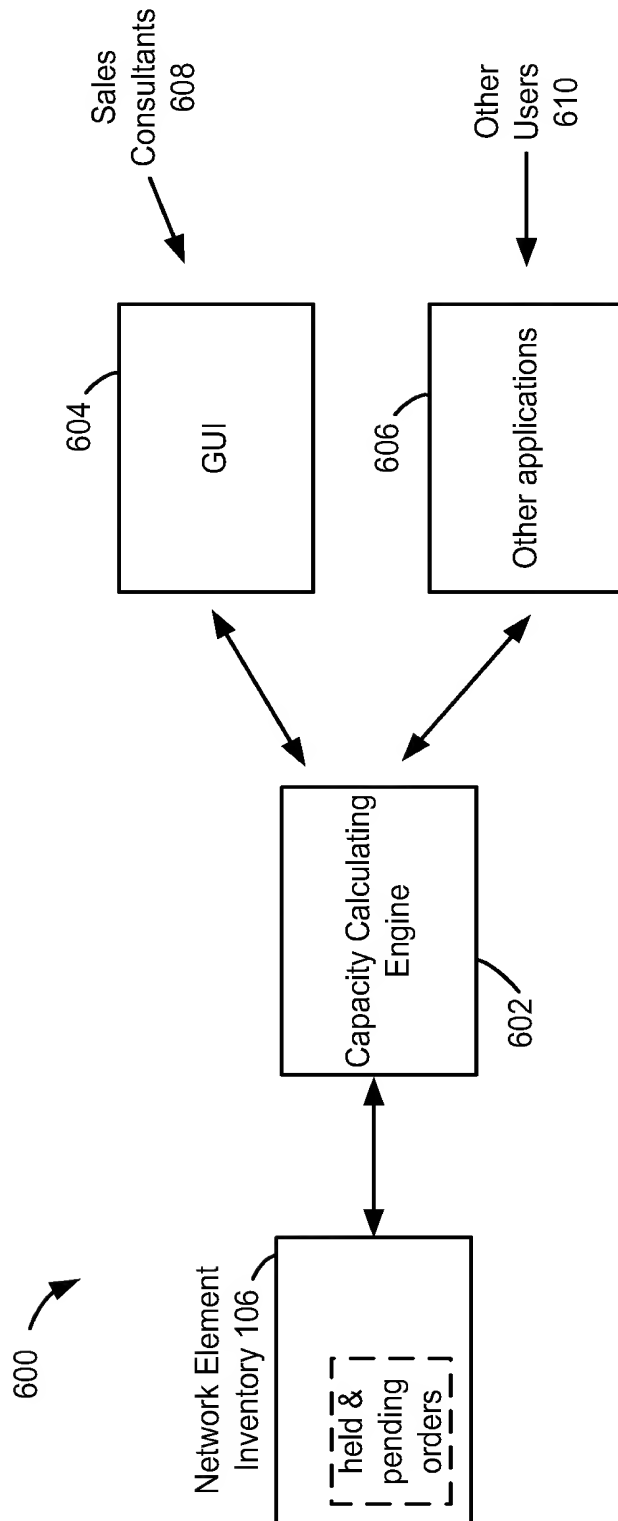 600
Network Element
Inventory 106
held &
pending
orders
Capacity Calculating
Engine
602
604
GUI
606
Other applications
Sales
Consultants
608
Other
Users
610